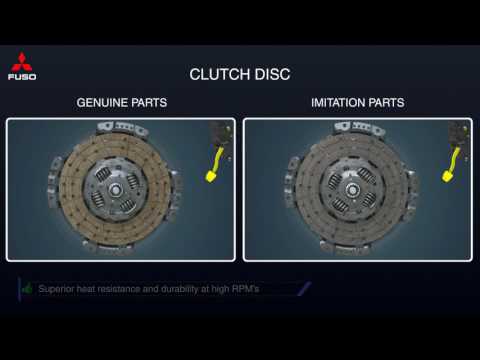 FUSO
CLUTCH DISC
GENUINE PARTS
IMITATION PARTS
Superior heat resistance and durability at high RPM's